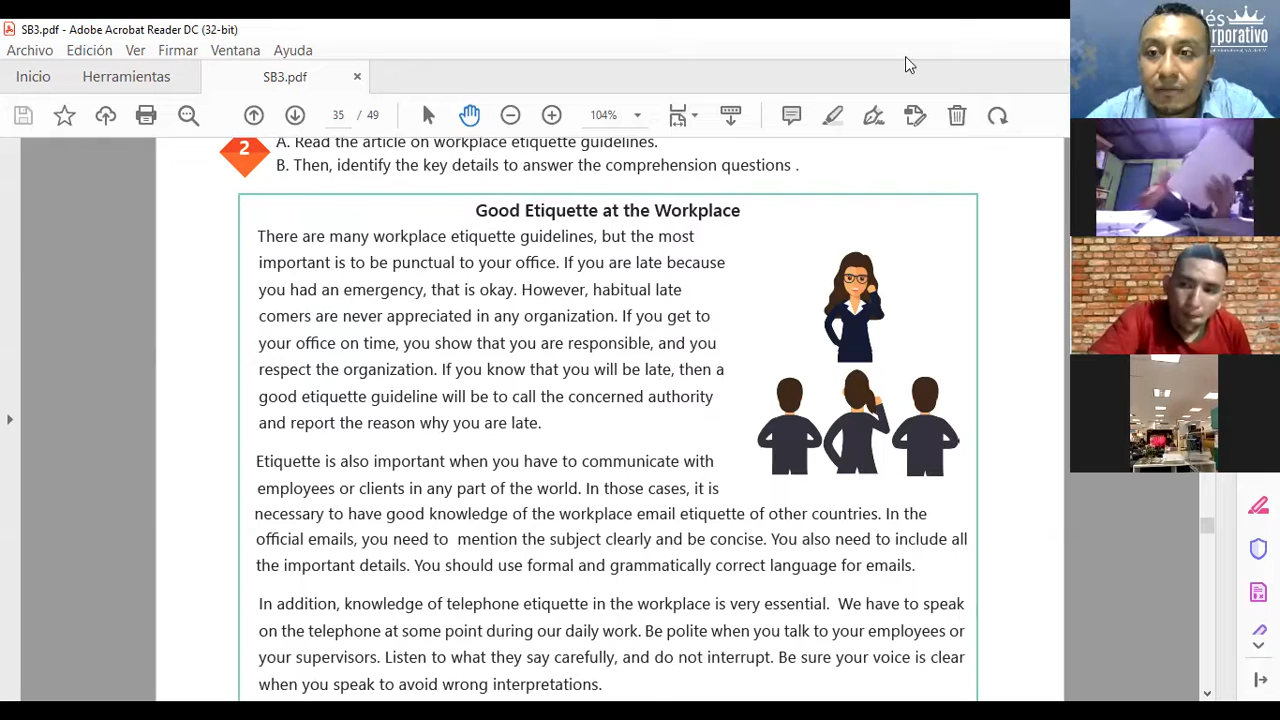 SB3.pdf - Adobe Acrobat Reader DC (32-bit)
Archivo Edición Ver Firmar Ventana Ayuda
Inicio Herramientas SB3.pdf ×
35 / 49 104%
2
A. Read the article on workplace etiquette guidelines.
B. Then, identify the key details to answer the comprehension questions .
Good Etiquette at the Workplace
There are many workplace etiquette guidelines, but the most
important is to be punctual to your office. If you are late because
you had an emergency, that is okay. However, habitual late
comers are never appreciated in any organization. If you get to
your office on time, you show that you are responsible, and you
respect the organization. If you know that you will be late, then a
good etiquette guideline will be to call the concerned authority
and report the reason why you are late.
Etiquette is also important when you have to communicate with
employees or clients in any part of the world. In those cases, it is
necessary to have good knowledge of the workplace email etiquette of other countries. In the
official emails, you need to mention the subject clearly and be concise. You also need to include all
the important details. You should use formal and grammatically correct language for emails.
In addition, knowledge of telephone etiquette in the workplace is very essential. We have to speak
on the telephone at some point during our daily work. Be polite when you talk to your employees or
your supervisors. Listen to what they say carefully, and do not interrupt. Be sure your voice is clear
when you speak to avoid wrong interpretations.